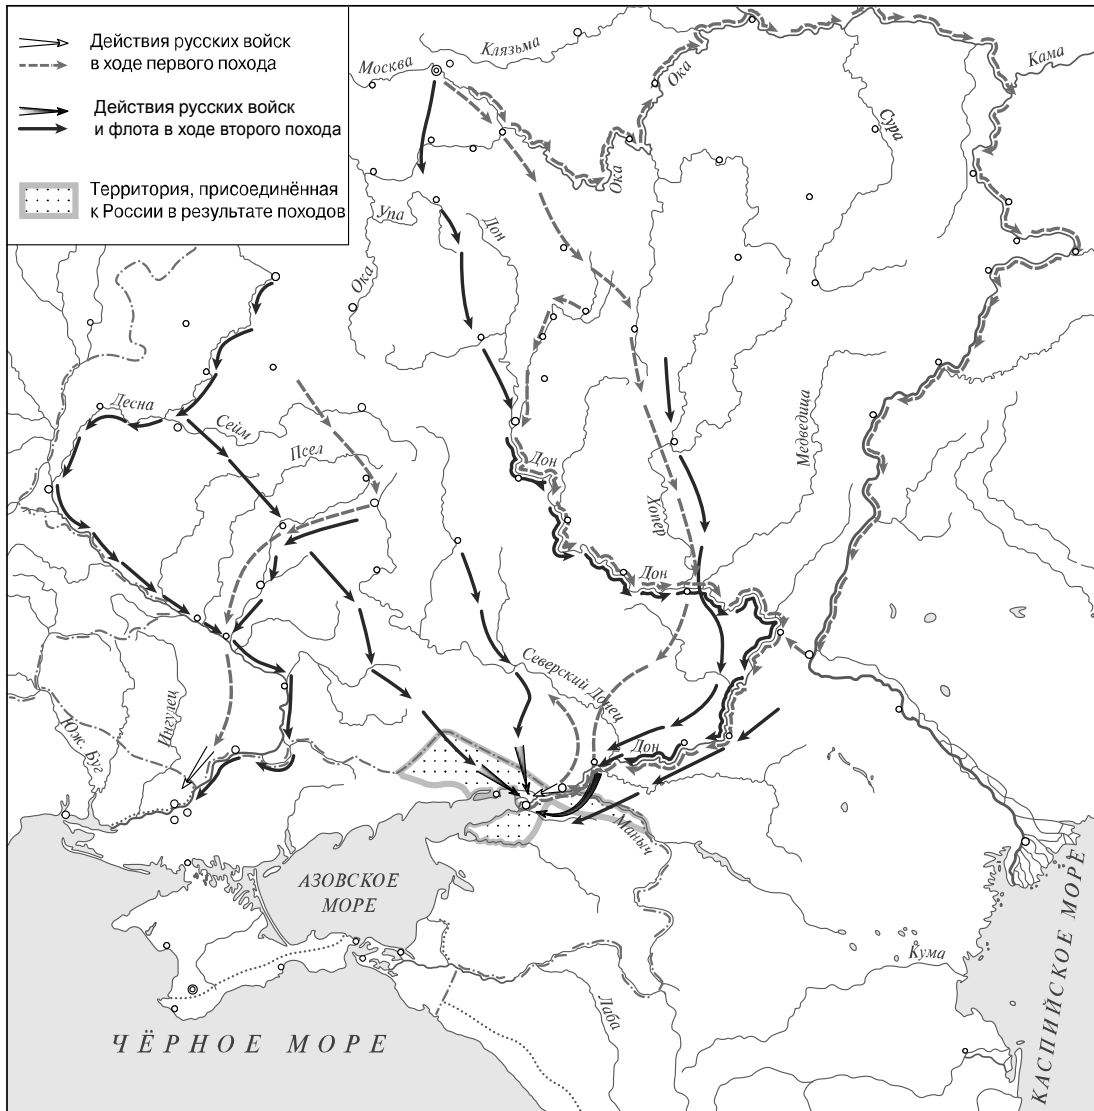 Действия русских войск
в ходе первого похода
Действия русских войск
и флота в ходе второго похода
Территория, присоединённая
к России в результате походов
Клязьма
Москва
Ока
Кама
Сура
Ока
Упа
Дон
Ока
Десна
Сейм
Псел
Медведица
Дон
Хопер
Дон
Северский Донец
Ингулец
Юж. Буг
Дон
Маныч
АЗОВСКОЕ
МОРЕ
Кума
Лаба
ЧЁРНОЕ МОРЕ
КАСПИЙСКОЕ МОРЕ